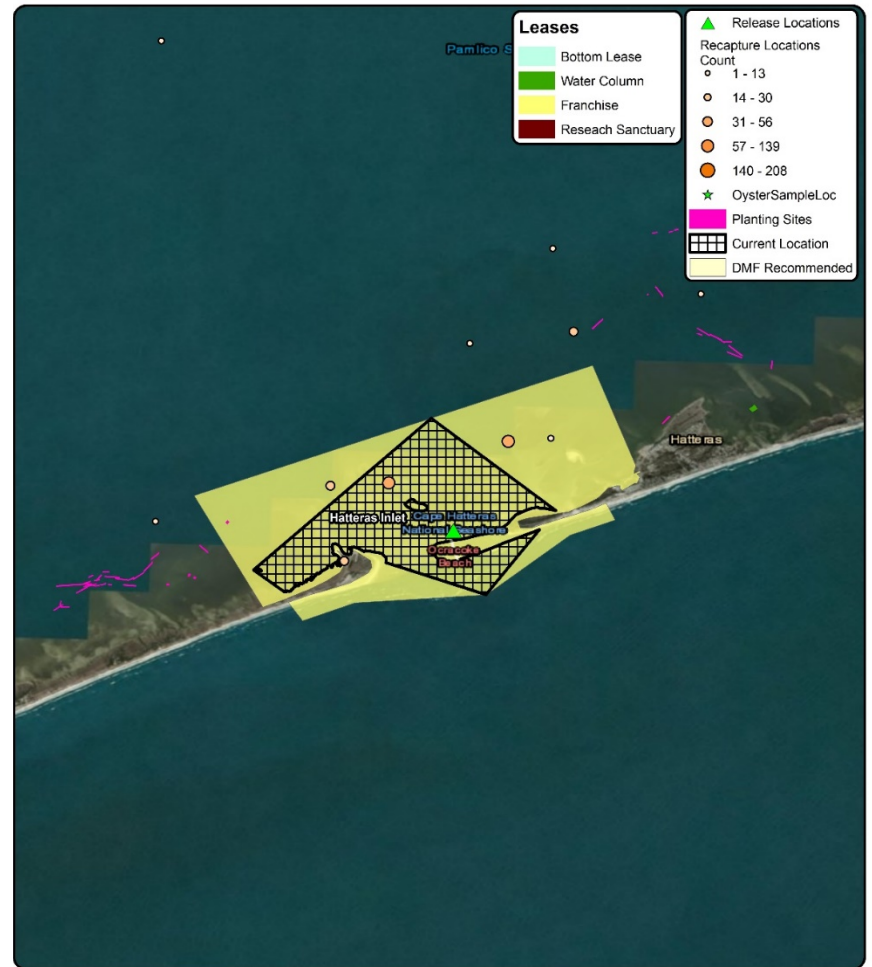 Pamlico S
Leases
Bottom Lease
Water Column
Franchise
Reseach Sanctuary
Release Locations
Recapture Locations
Count
1 - 13
14 - 30
31 - 56
57 - 139
140 - 208
OysterSampleLoc
Planting Sites
Current Location
DMF Recommended
Hatteras
Hatteras Inlet
Cape Hatteras
National Seashore
Ocracoke
Beach